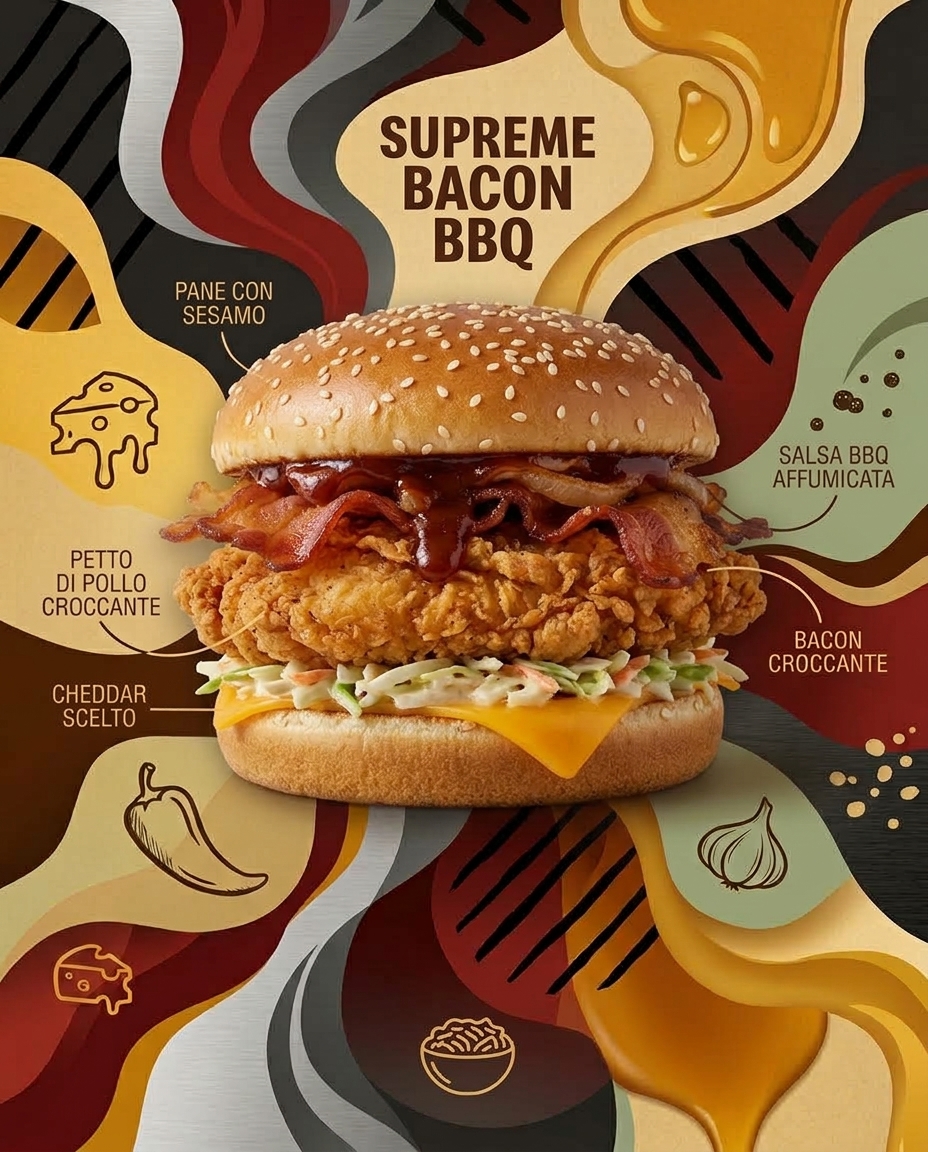 SUPREME
BACON
BBQ
PANE CON
SESAMO
SALSA BBQ
AFFUMICATA
PETTO
DI POLLO
CROCCANTE
BACON
CROCCANTE
CHEDDAR
SCELTO